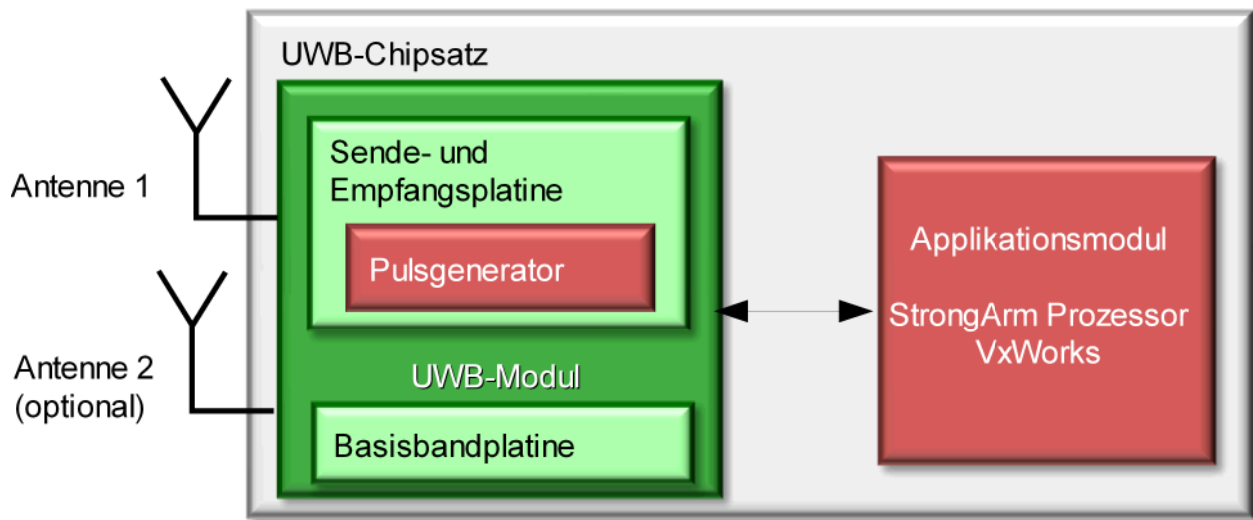 UWB-Chipsatz
Antenne 1
Sende- und
Empfangsplatine
Pulsgenerator
Antenne 2
(optional)
UWB-Modul
Basisbandplatine
Applikationsmodul
StrongArm Prozessor
VxWorks